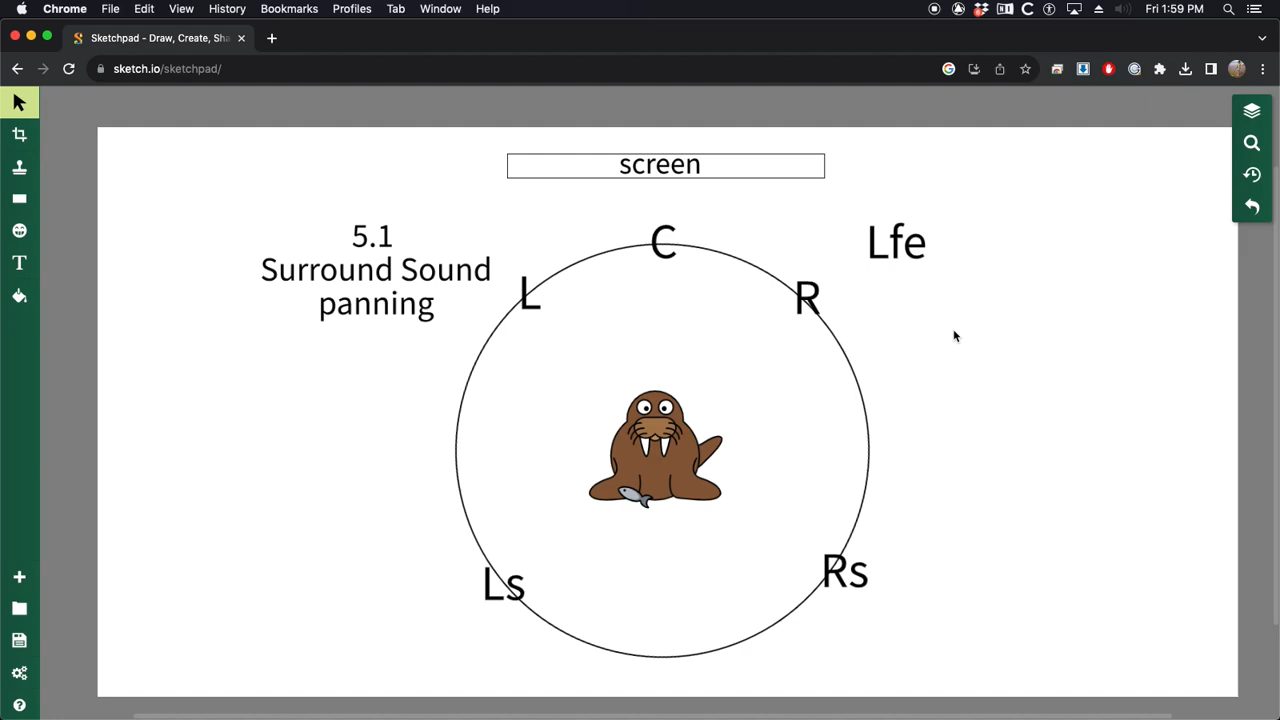 Chrome File Edit View History Bookmarks Profiles Tab Window Help Fri 1:59 PM
Sketchpad - Draw, Create, Sha
sketch.io/sketchpad/
screen
5.1
Surround Sound
panning
C
Lfe
L
R
Ls
Rs